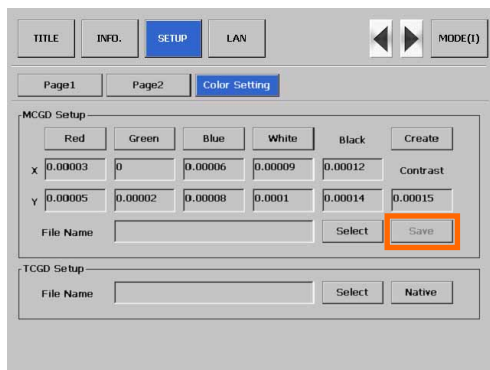 TITLE INFO. SETUP LAN MODE(I)
Page1 Page2 Color Setting
MCGD Setup
Red Green Blue White Black Create
X 0.00003 0 0.00006 0.00009 0.00012 Contrast
Y 0.00005 0.00002 0.00008 0.0001 0.00014 0.00015
File Name Select Save
TCGD Setup
File Name Select Native